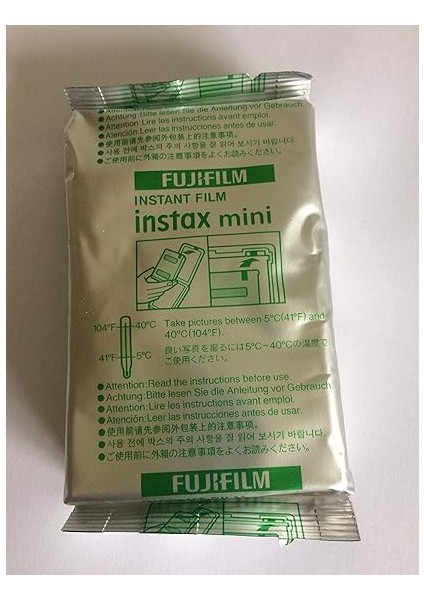 Achtung:Bitte lesen Sie die Anleitung vor Gebrauch.
Attention:Lire les instructions avant emploi.
Atención:Leer las instrucciones antes de usar.
使用前请先参阅外包装上的注意事项。
사용 전에 박스의 주의 사항을 잘 읽어 보시기 바랍니다
ご使用前に外箱の注意事項をよくお読みください。
FUJIFILM
INSTANT FILM
instax mini
104°F 40°C
41°F 5°C
Take pictures between 5°C(41°F) and
40°C(104°F).
良い写真を撮るには5°C~40°Cの温度で
ご使用ください。
Attention:Read the instructions before use.
Achtung:Bitte lesen Sie die Anleitung vor Gebrauch
Attention:Lire les instructions avant emploi.
Atención:Leer las instrucciones antes de usar.
使用前请先参阅外包装上的注意事项。
사용 전에 박스의 주의 사항을 잘 읽어 보시기 바랍니다.
ご使用前に外箱の注意事項をよくお読みください。
FUJIFILM